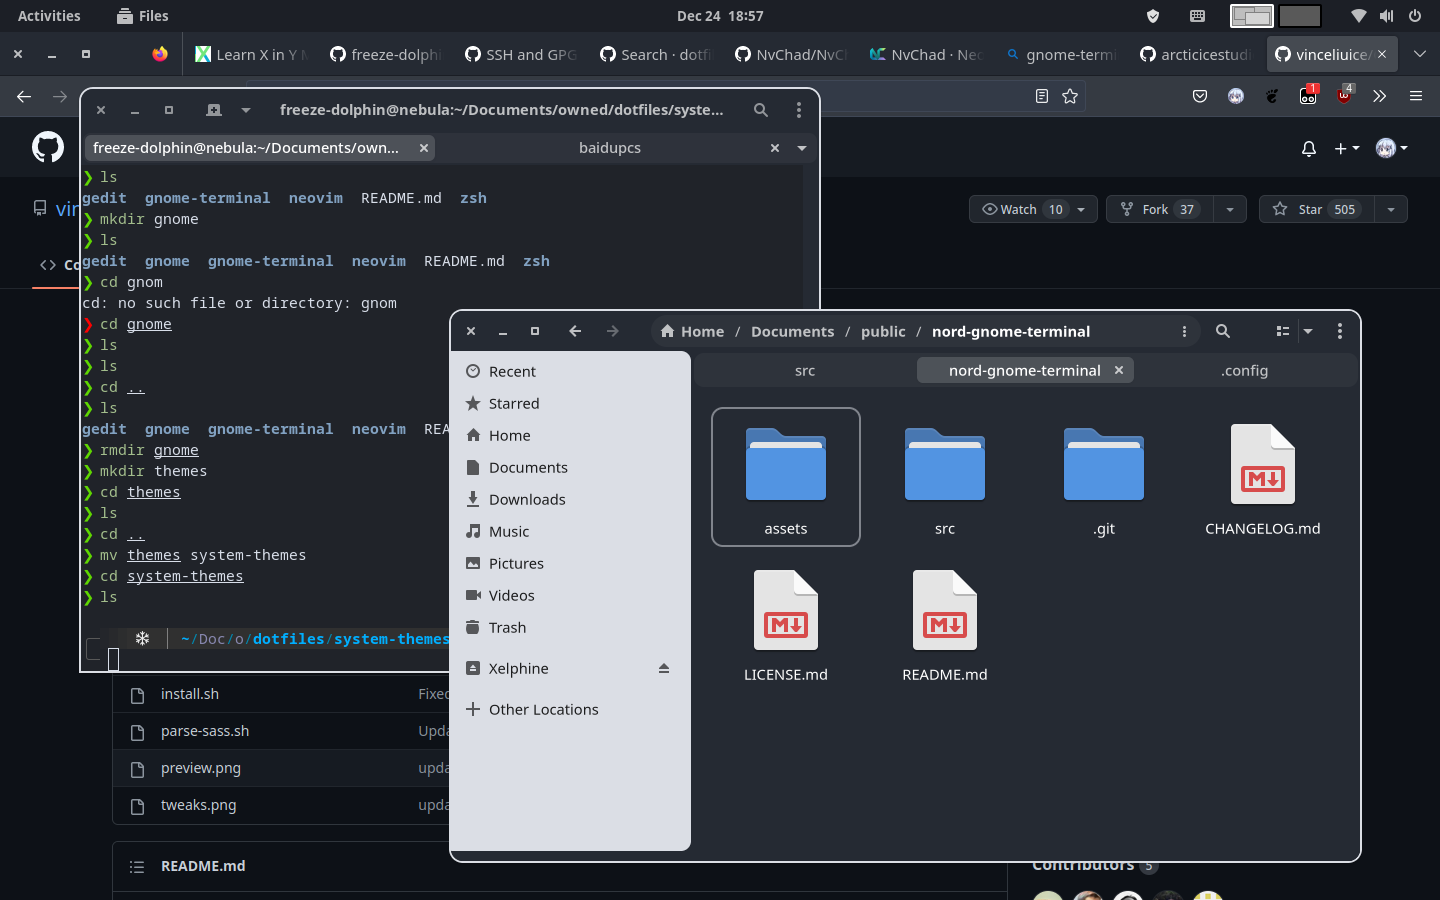 Activities
Files
Dec 24 18:57
Learn X in Y M
freeze-dolphi
SSH and GPG
Search · dotfi
NvChad/NvCh
NvChad · Neo
gnome-termi
arcticicestudi
vinceliuice/
1
4
freeze-dolphin@nebula:~/Documents/owned/dotfiles/syste...
freeze-dolphin@nebula:~/Documents/own...
baidupcs
❯ ls
gedit gnome-terminal neovim README.md zsh
❯ mkdir gnome
❯ ls
gedit gnome gnome-terminal neovim README.md zsh
❯ cd gnom
cd: no such file or directory: gnom
❯ cd gnome
❯ ls
❯ ls
❯ cd ..
❯ ls
gedit gnome gnome-terminal neovim REA
❯ rmdir gnome
❯ mkdir themes
❯ cd themes
❯ ls
❯ cd ..
❯ mv themes system-themes
❯ cd system-themes
❯ ls
~/Doc/o/dotfiles/system-themes
vin
Watch 10
Fork 37
Star 505
<> Co
Home / Documents / public / nord-gnome-terminal
src
nord-gnome-terminal
.config
Recent
Starred
Home
Documents
Downloads
Music
Pictures
Videos
Trash
Xelphine
Other Locations
assets
src
.git
CHANGELOG.md
LICENSE.md
README.md
install.sh
Fixed
parse-sass.sh
Upda
preview.png
upda
tweaks.png
upda
README.md
Contributors 5